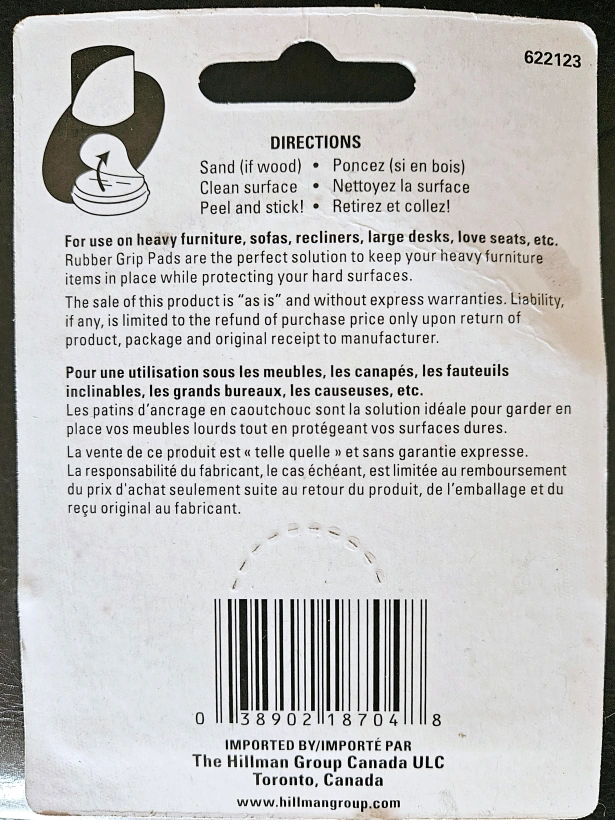 622123
DIRECTIONS
Sand (if wood) • Poncez (si en bois)
Clean surface • Nettoyez la surface
Peel and stick! • Retirez et collez!
For use on heavy furniture, sofas, recliners, large desks, love seats, etc.
Rubber Grip Pads are the perfect solution to keep your heavy furniture
items in place while protecting your hard surfaces.
The sale of this product is “as is” and without express warranties. Liability,
if any, is limited to the refund of purchase price only upon return of
product, package and original receipt to manufacturer.
Pour une utilisation sous les meubles, les canapés, les fauteuils
inclinables, les grands bureaux, les causeuses, etc.
Les patins d’ancrage en caoutchouc sont la solution idéale pour garder en
place vos meubles lourds tout en protégeant vos surfaces dures.
La vente de ce produit est « telle quelle » et sans garantie expresse.
La responsabilité du fabricant, le cas échéant, est limitée au remboursement
du prix d'achat seulement suite au retour du produit, de l’emballage et du
reçu original au fabricant.
0 38902 18704 8
IMPORTED BY/IMPORTÉ PAR
The Hillman Group Canada ULC
Toronto, Canada
www.hillmangroup.com